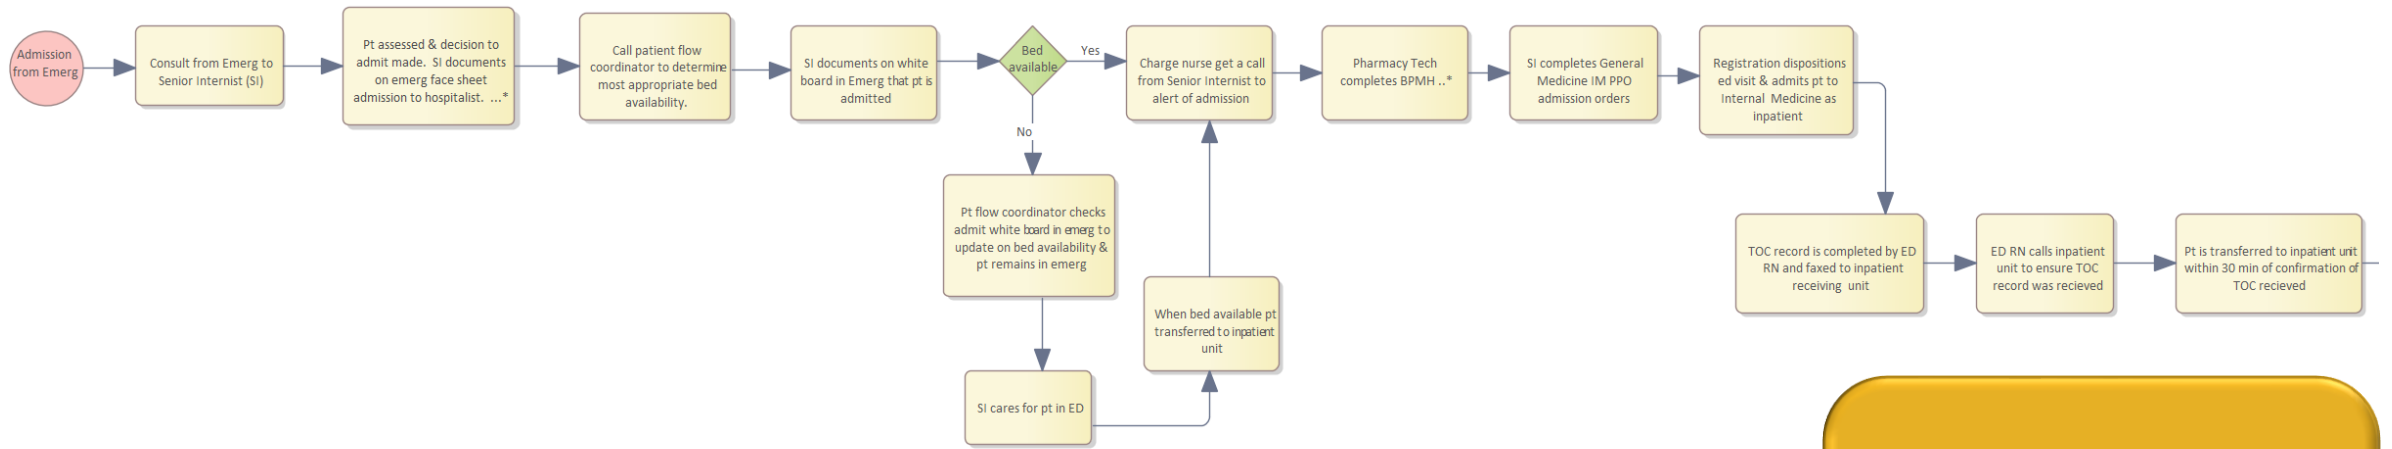 Admission
from Emerg
Consult from Emerg to
Senior Internist (SI)
Pt assessed & decision to
admit made.  SI documents
on emerg face sheet
admission to hospitalist.  ...*
Call patient flow
coordinator to determine
most appropriate bed
availability.
SI documents on white
board in Emerg that pt is
admitted
Bed
available
Yes
No
Charge nurse get a call
from Senior Internist to
alert of admission
Pharmacy Tech
completes BPMH ..*
SI completes General
Medicine IM PPO
admission orders
Registration dispositions
ed visit & admits pt to
Internal  Medicine as
inpatient
Pt flow coordinator checks
admit white board in emerg to
update on bed availability &
pt remains in emerg
SI cares for pt in ED
When bed available pt
transferred to inpatient
unit
TOC record is completed by ED
RN and faxed to inpatient
receiving  unit
ED RN calls inpatient
unit to ensure TOC
record was recieved
Pt is transferred to inpatient unit
within 30 min of confirmation of
TOC recieved